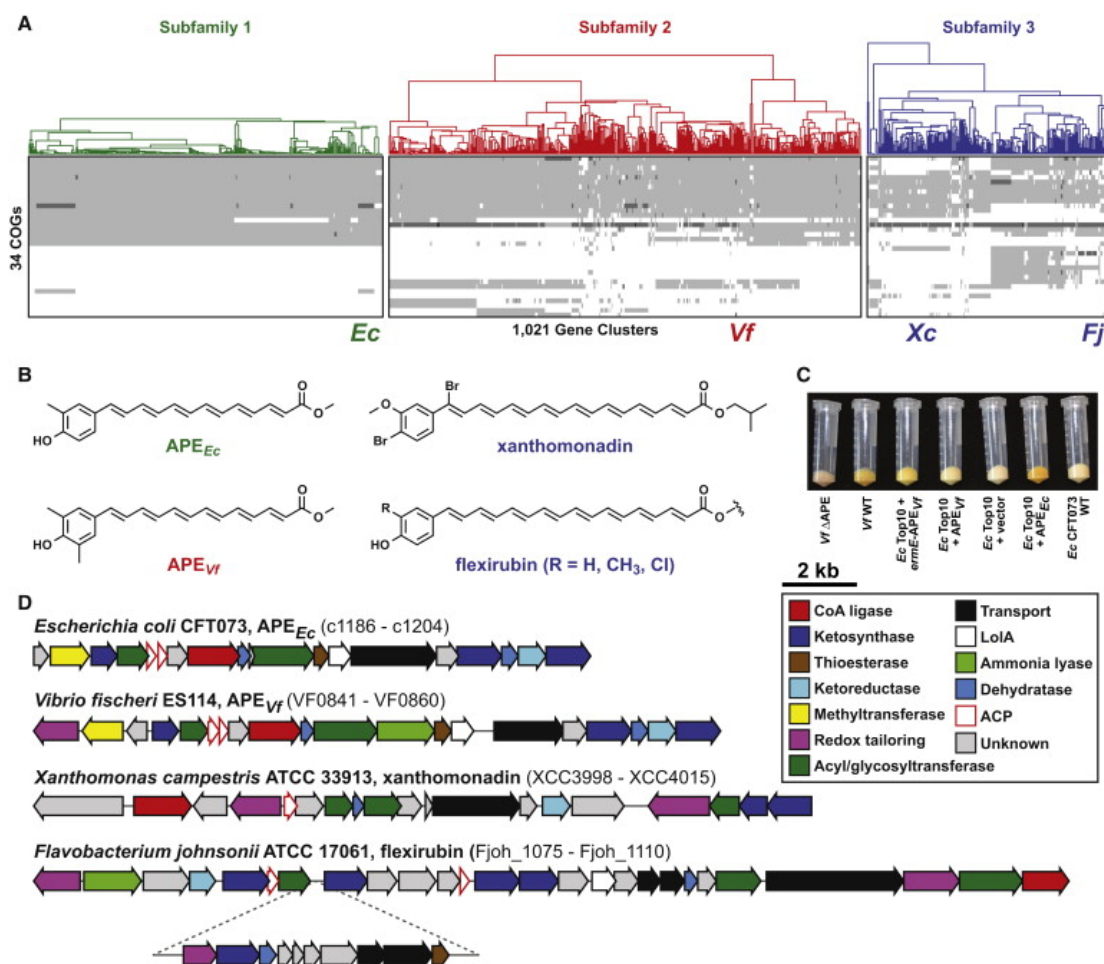 A
Subfamily 1
Subfamily 2
Subfamily 3
34 COGs
Ec
1,021 Gene Clusters
Vf
Xc
Fj
B
C
HO
O
O
APEEc
Br
O
Br
O
O
xanthomonadin
HO
O
O
APEVf
R
HO
O
O
flexirubin (R = H, CH3, Cl)
Vf ΔAPE
Vf WT
Ec Top10 +
ermE-APEVf
Ec Top10
+ APEVf
Ec Top10
+ vector
Ec Top10
+ APEEc
Ec CFT073
WT
2 kb
CoA ligase
Ketosynthase
Thioesterase
Ketoreductase
Methyltransferase
Redox tailoring
Acyl/glycosyltransferase
Transport
LolA
Ammonia lyase
Dehydratase
ACP
Unknown
D
Escherichia coli CFT073, APEEc (c1186 - c1204)
Vibrio fischeri ES114, APEVf (VF0841 - VF0860)
Xanthomonas campestris ATCC 33913, xanthomonadin (XCC3998 - XCC4015)
Flavobacterium johnsonii ATCC 17061, flexirubin (Fjoh_1075 - Fjoh_1110)